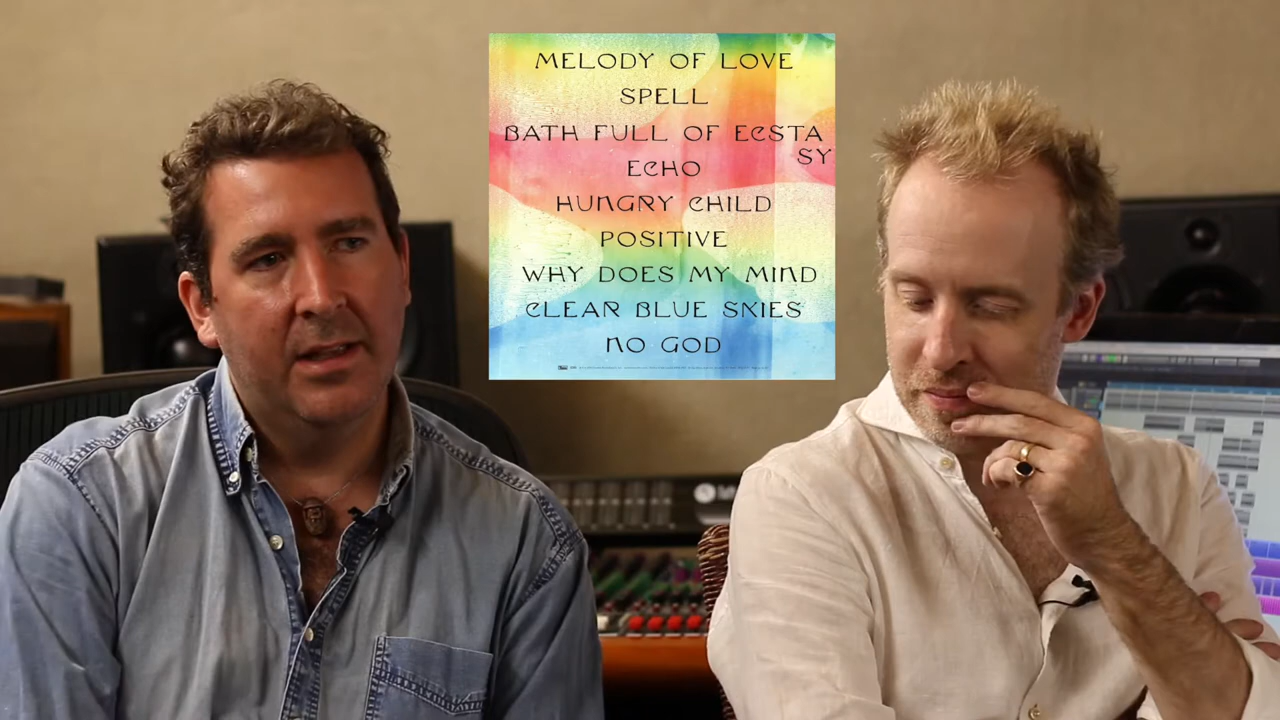 MELODY OF LOVE
SPELL
BATH FULL OF ECSTA
SY
ECHO
HUNGRY CHILD
POSITIVE
WHY DOES MY MIND
CLEAR BLUE SKIES
NO GOD